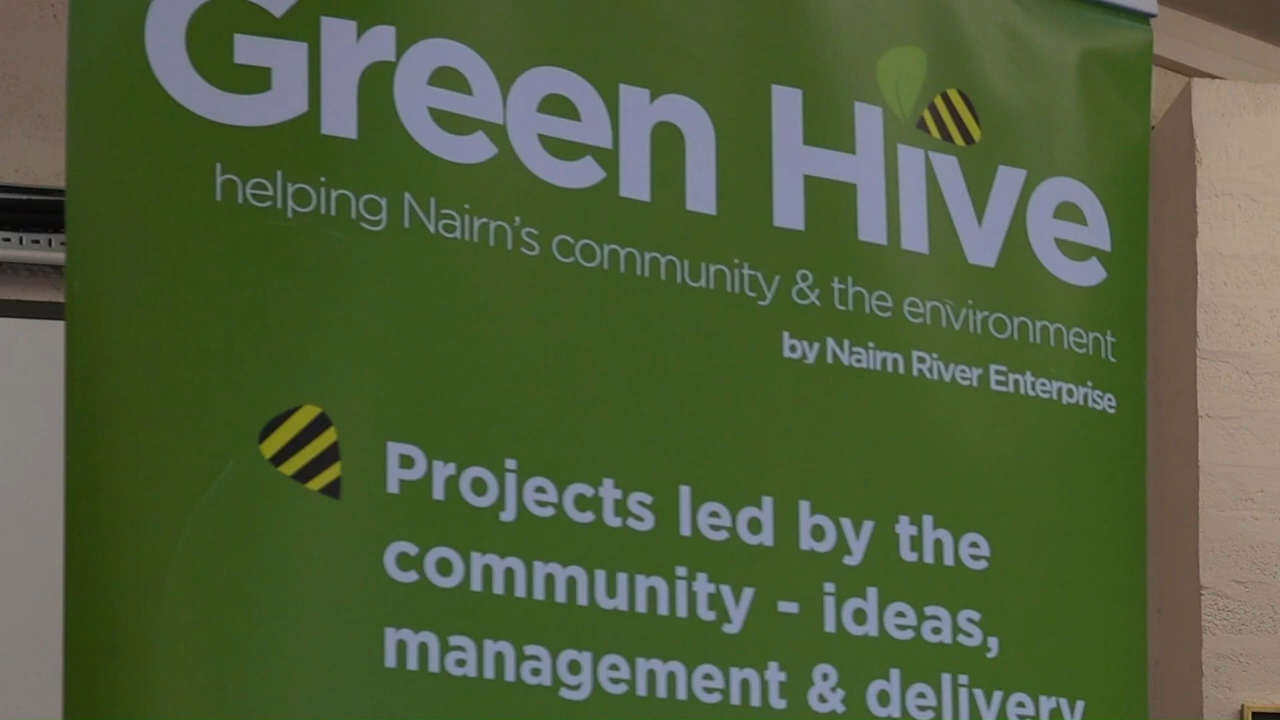 Green Hive
helping Nairn's community & the environment
by Nairn River Enterprise
Projects led by the
community - ideas,
management & delivery